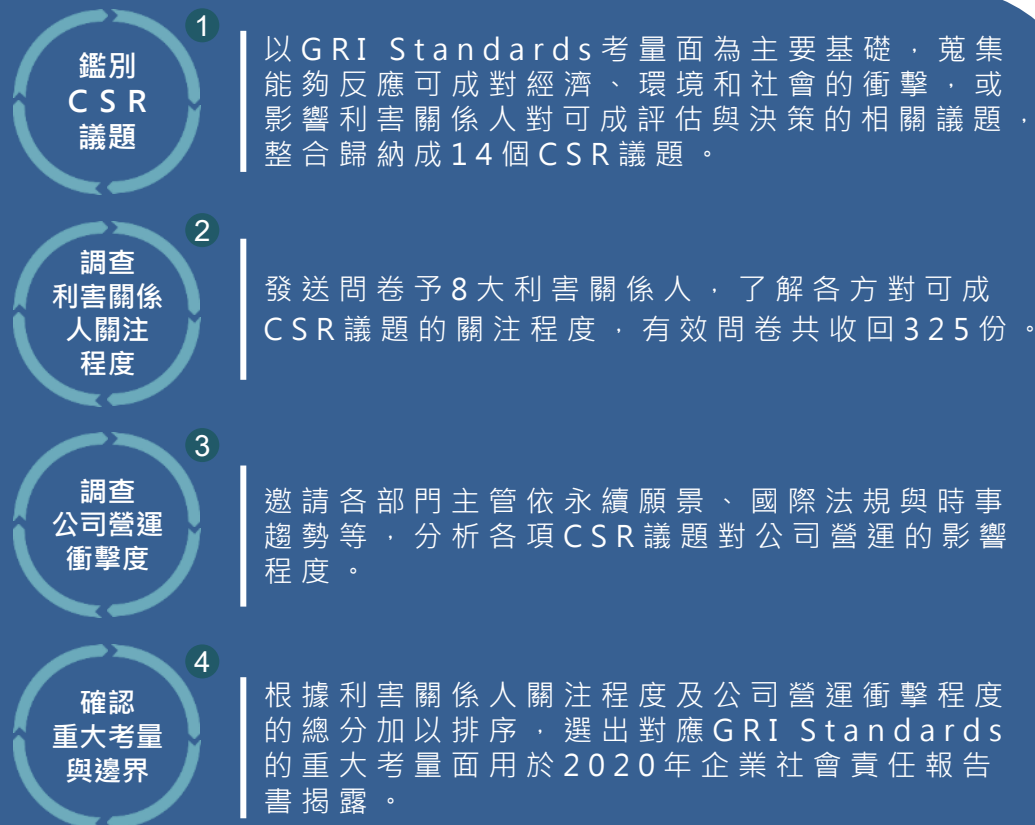 1
鑑別
CSR
議題
以GRI Standards考量面為主要基礎，蒐集
能夠反應可成對經濟、環境和社會的衝擊，或
影響利害關係人對可成評估與決策的相關議題，
整合歸納成14個CSR議題。
2
調查
利害關係
人關注
程度
發送問卷予8大利害關係人，了解各方對可成
CSR議題的關注程度，有效問卷共收回325份。
3
調查
公司營運
衝擊度
邀請各部門主管依永續願景、國際法規與時事
趨勢等，分析各項CSR議題對公司營運的影響
程度。
4
確認
重大考量
與邊界
根據利害關係人關注程度及公司營運衝擊程度
的總分加以排序，選出對應GRI Standards
的重大考量面用於2020年企業社會責任報告
書揭露。